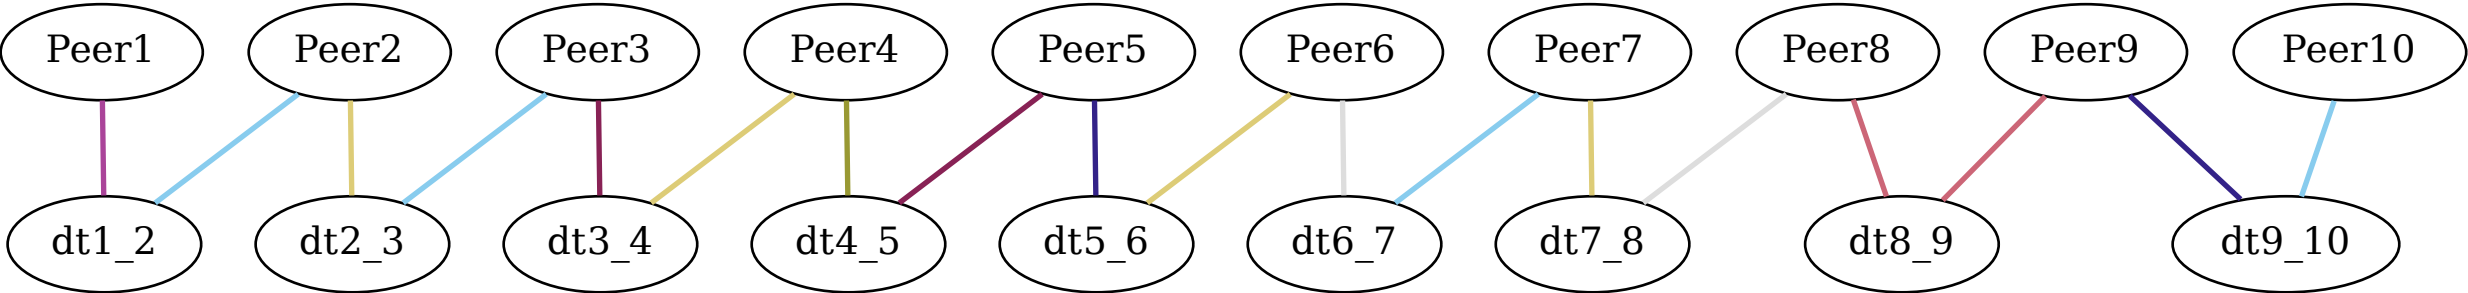 Peer1 Peer2 Peer3 Peer4 Peer5 Peer6 Peer7 Peer8 Peer9 Peer10
dt1_2 dt2_3 dt3_4 dt4_5 dt5_6 dt6_7 dt7_8 dt8_9 dt9_10